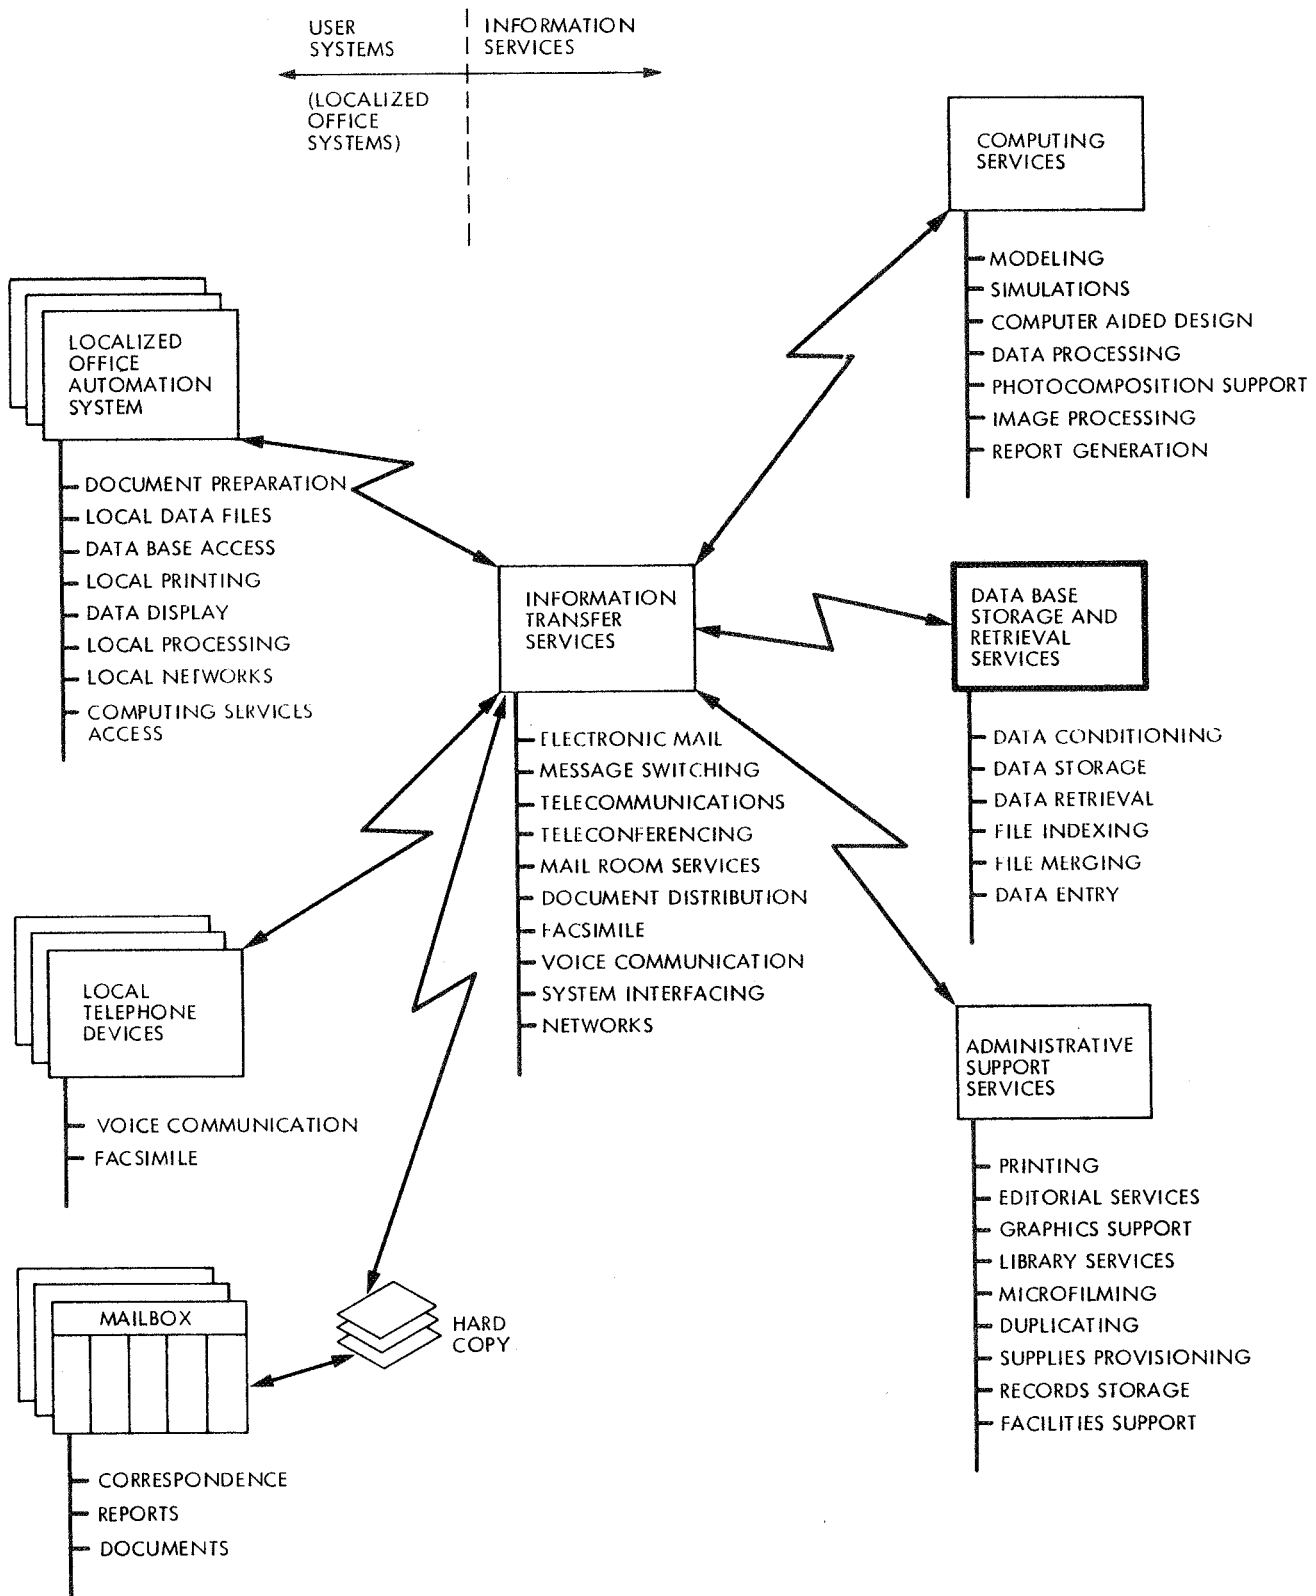 USER
SYSTEMS
INFORMATION
SERVICES
(LOCALIZED
OFFICE
SYSTEMS)
COMPUTING
SERVICES
MODELING
SIMULATIONS
COMPUTER AIDED DESIGN
DATA PROCESSING
PHOTOCOMPOSITION SUPPORT
IMAGE PROCESSING
REPORT GENERATION
LOCALIZED
OFFICE
AUTOMATION
SYSTEM
DOCUMENT PREPARATION
LOCAL DATA FILES
DATA BASE ACCESS
LOCAL PRINTING
DATA DISPLAY
LOCAL PROCESSING
LOCAL NETWORKS
COMPUTING SERVICES
ACCESS
INFORMATION
TRANSFER
SERVICES
ELECTRONIC MAIL
MESSAGE SWITCHING
TELECOMMUNICATIONS
TELECONFERENCING
MAIL ROOM SERVICES
DOCUMENT DISTRIBUTION
FACSIMILE
VOICE COMMUNICATION
SYSTEM INTERFACING
NETWORKS
DATA BASE
STORAGE AND
RETRIEVAL
SERVICES
DATA CONDITIONING
DATA STORAGE
DATA RETRIEVAL
FILE INDEXING
FILE MERGING
DATA ENTRY
LOCAL
TELEPHONE
DEVICES
VOICE COMMUNICATION
FACSIMILE
ADMINISTRATIVE
SUPPORT
SERVICES
PRINTING
EDITORIAL SERVICES
GRAPHICS SUPPORT
LIBRARY SERVICES
MICROFILMING
DUPLICATING
SUPPLIES PROVISIONING
RECORDS STORAGE
FACILITIES SUPPORT
MAILBOX
HARD
COPY
CORRESPONDENCE
REPORTS
DOCUMENTS